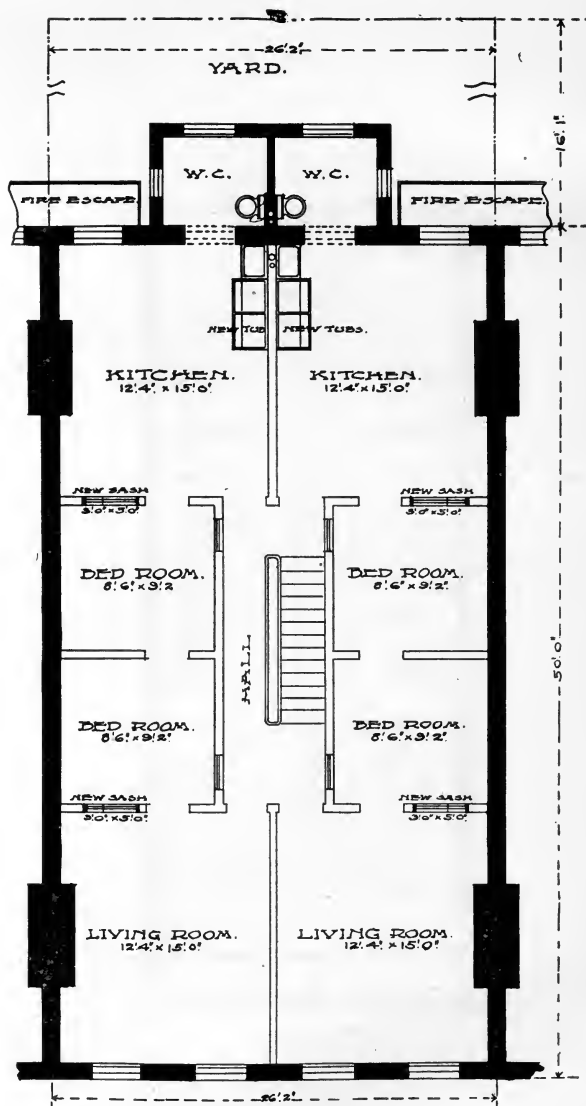 26'.2"
YARD.
16'.1"
W.C.
W.C.
FIRE ESCAPE.
FIRE ESCAPE.
NEW TUB
NEW TUBS.
KITCHEN.
12'.4" x 15'.0"
KITCHEN.
12'.4" x 15'.0"
NEW SASH
3'.0" x 5'.0"
NEW SASH
3'.0" x 5'.0"
BED ROOM.
8'.6" x 9'.2
BED ROOM.
8'.6" x 9'.2"
HALL
50'.0"
BED ROOM.
8'.6" x 9'.2"
BED ROOM.
8'.6" x 9'.2"
NEW SASH
3'.0" x 5'.0"
NEW SASH
3'.0" x 5'.0"
LIVING ROOM.
12'.4" x 15'.0"
LIVING ROOM.
12'.4" x 15'.0"
26'.2"